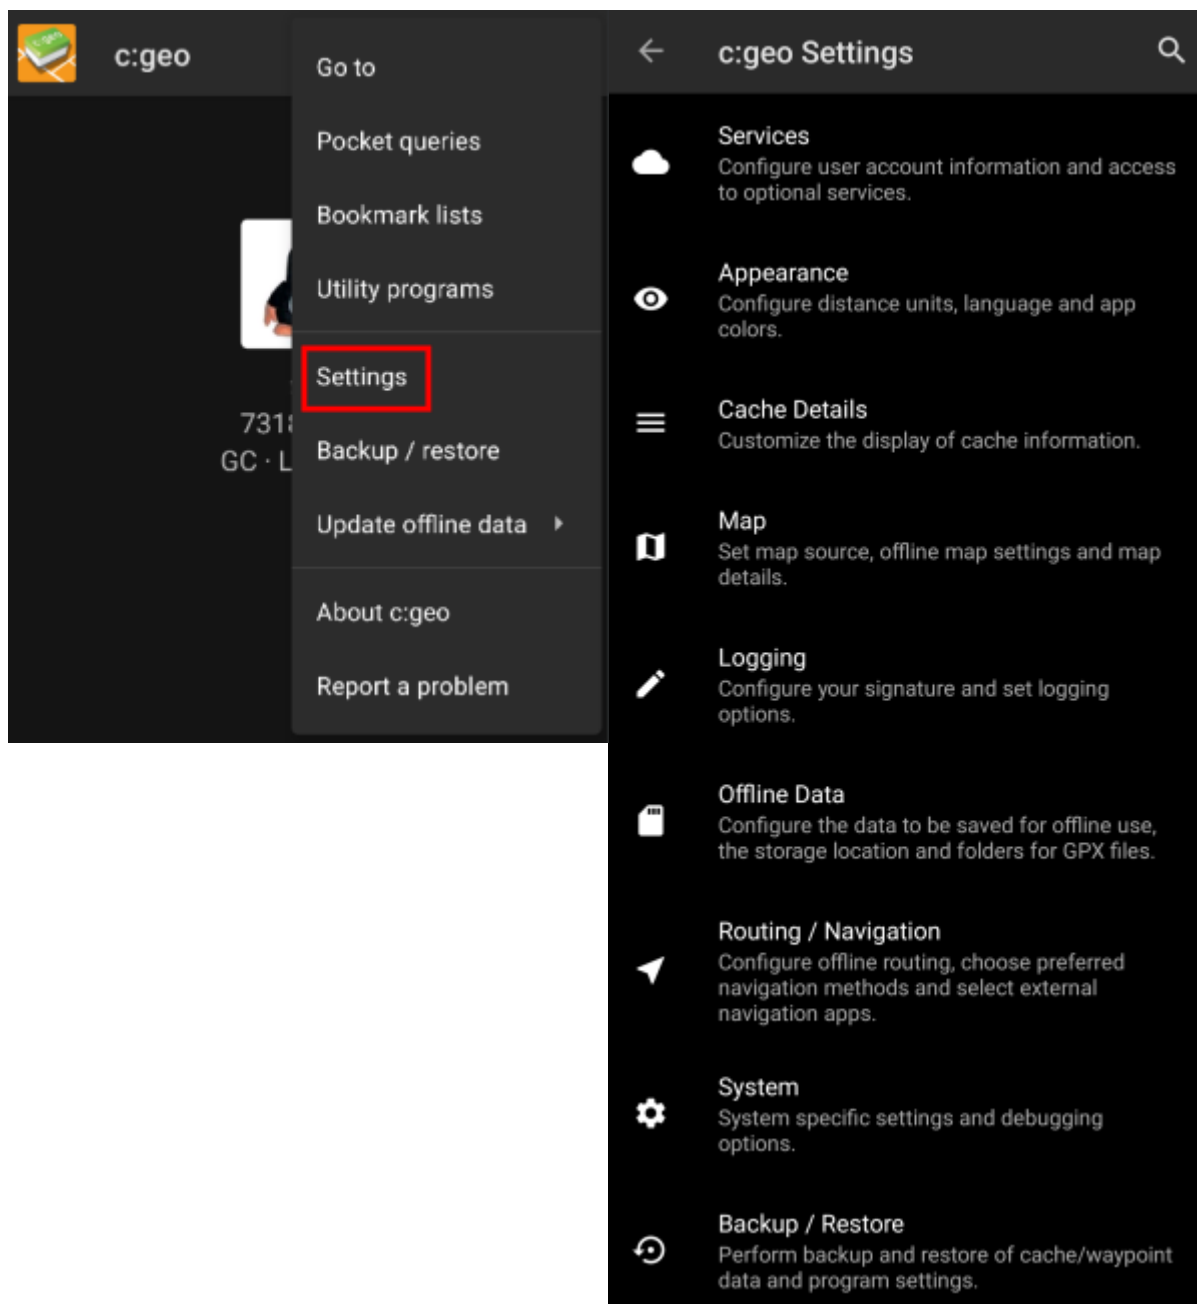 c:geo
Go to
Pocket queries
Bookmark lists
Utility programs
Settings
7318
GC · L
Backup / restore
Update offline data
About c:geo
Report a problem
c:geo Settings
Services
Configure user account information and access
to optional services.
Appearance
Configure distance units, language and app
colors.
Cache Details
Customize the display of cache information.
Map
Set map source, offline map settings and map
details.
Logging
Configure your signature and set logging
options.
Offline Data
Configure the data to be saved for offline use,
the storage location and folders for GPX files.
Routing / Navigation
Configure offline routing, choose preferred
navigation methods and select external
navigation apps.
System
System specific settings and debugging
options.
Backup / Restore
Perform backup and restore of cache/waypoint
data and program settings.